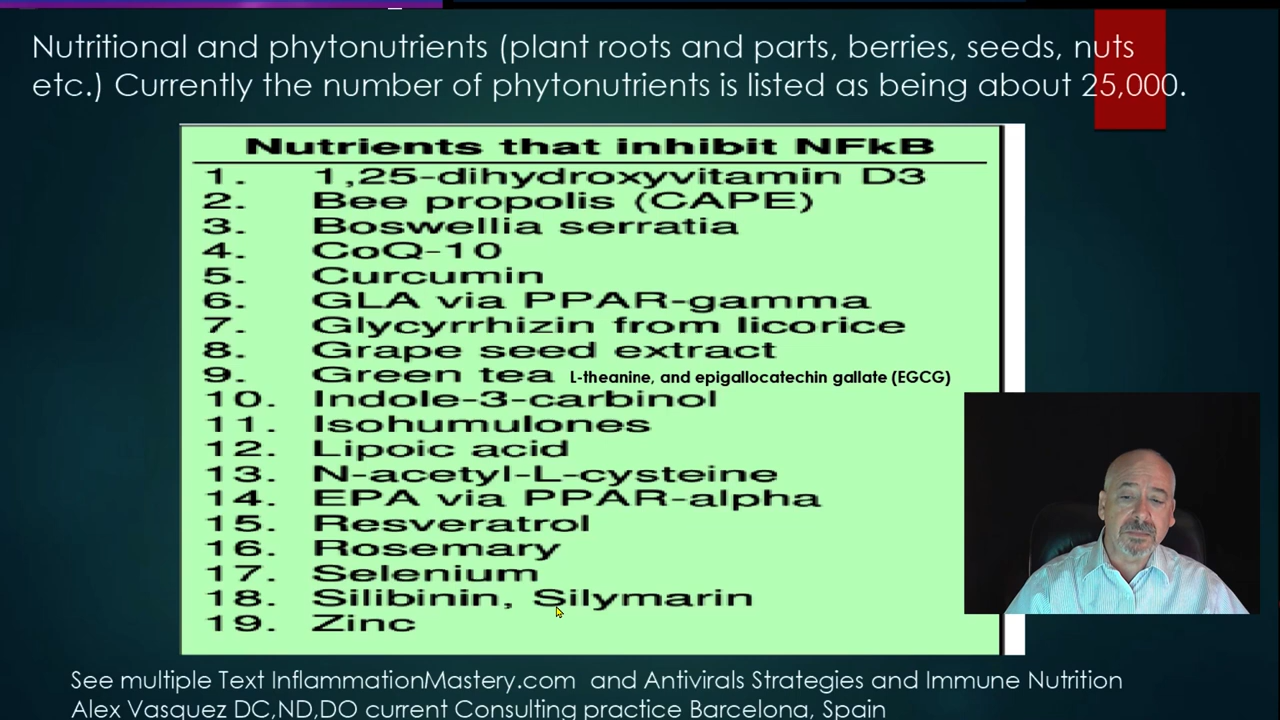 Nutritional and phytonutrients (plant roots and parts, berries, seeds, nuts
etc.) Currently the number of phytonutrients is listed as being about 25,000.
Nutrients that inhibit NFkB
1. 1,25-dihydroxyvitamin D3
2. Bee propolis (CAPE)
3. Boswellia serratia
4. CoQ-10
5. Curcumin
6. GLA via PPAR-gamma
7. Glycyrrhizin from licorice
8. Grape seed extract
9. Green tea L-theanine, and epigallocatechin gallate (EGCG)
10. Indole-3-carbinol
11. Isohumulones
12. Lipoic acid
13. N-acetyl-L-cysteine
14. EPA via PPAR-alpha
15. Resveratrol
16. Rosemary
17. Selenium
18. Silibinin, Silymarin
19. Zinc
See multiple Text InflammationMastery.com and Antivirals Strategies and Immune Nutrition
Alex Vasquez DC,ND,DO current Consulting practice Barcelona, Spain